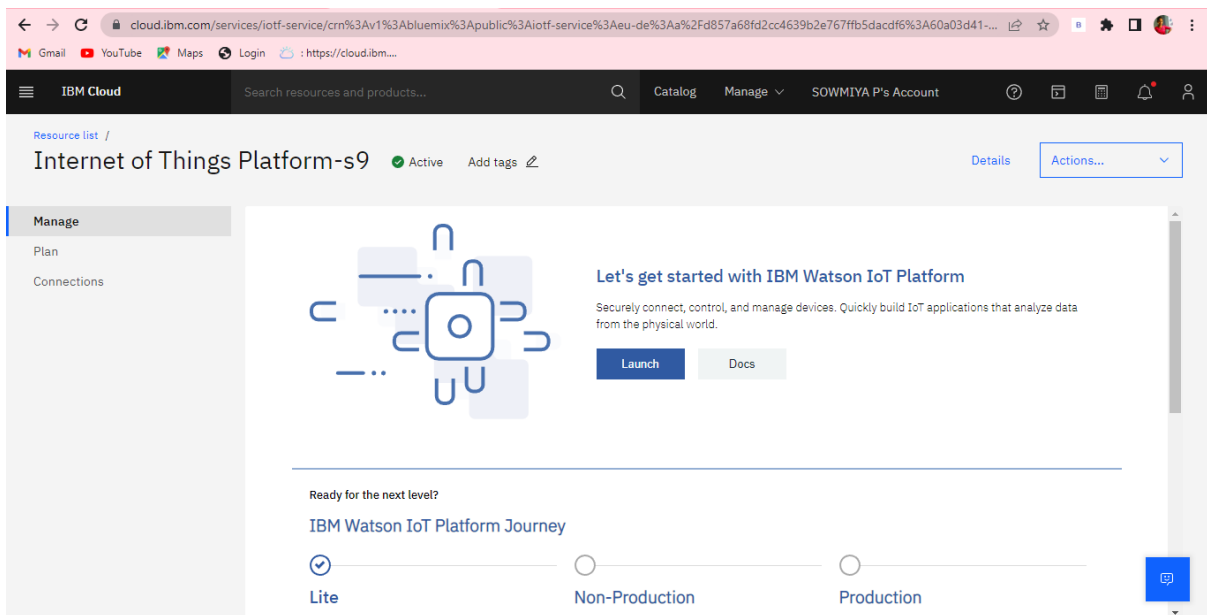 cloud.ibm.com/services/iotf-service/crn%3Av1%3Abluemix%3Apublic%3Aiotf-service%3Aeu-de%3Aa%2Fd857a68fd2cc4639b2e767ffb5dacdf6%3A60a03d41-...
Gmail YouTube Maps Login : https://cloud.ibm....
IBM Cloud Search resources and products... Catalog Manage SOWMIYA P's Account
Resource list /
Internet of Things Platform-s9 Active Add tags Details Actions...
Manage
Plan
Connections
Let's get started with IBM Watson IoT Platform
Securely connect, control, and manage devices. Quickly build IoT applications that analyze data
from the physical world.
Launch Docs
Ready for the next level?
IBM Watson IoT Platform Journey
Lite Non-Production Production